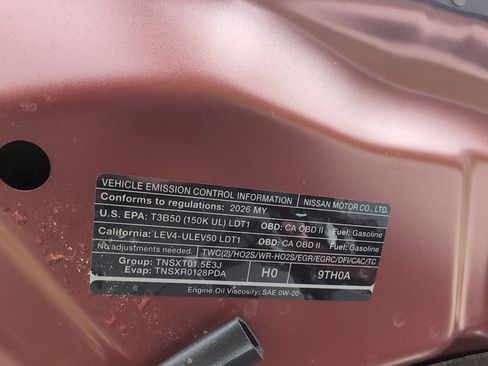 VEHICLE EMISSION CONTROL INFORMATION NISSAN MOTOR CO., LTD.
Conforms to regulations: 2026 MY
U.S. EPA: T3B50 (150K UL) LDT1 OBD: CA OBD II Fuel: Gasoline
California: LEV4-ULEV50 LDT1 OBD: CA OBD II Fuel: Gasoline
No adjustments needed. TWC(2)/HO2S/WR-HO2S/EGR/EGRC/DFI/CAC/TC
Group: TNSXT01.5E3J
Evap: TNSXR0128PDA H0 9TH0A
Engine Oil Viscosity: SAE 0W-20